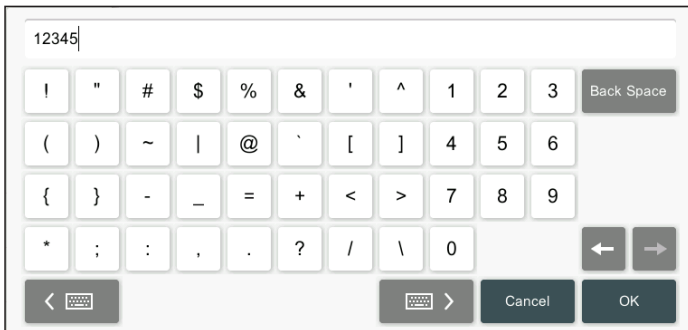 12345
! " # $ % & ' ^ 1 2 3 Back Space
( ) ~ | @ ` [ ] 4 5 6
{ } - _ = + < > 7 8 9
* ; : , . ? / \ 0
Cancel OK